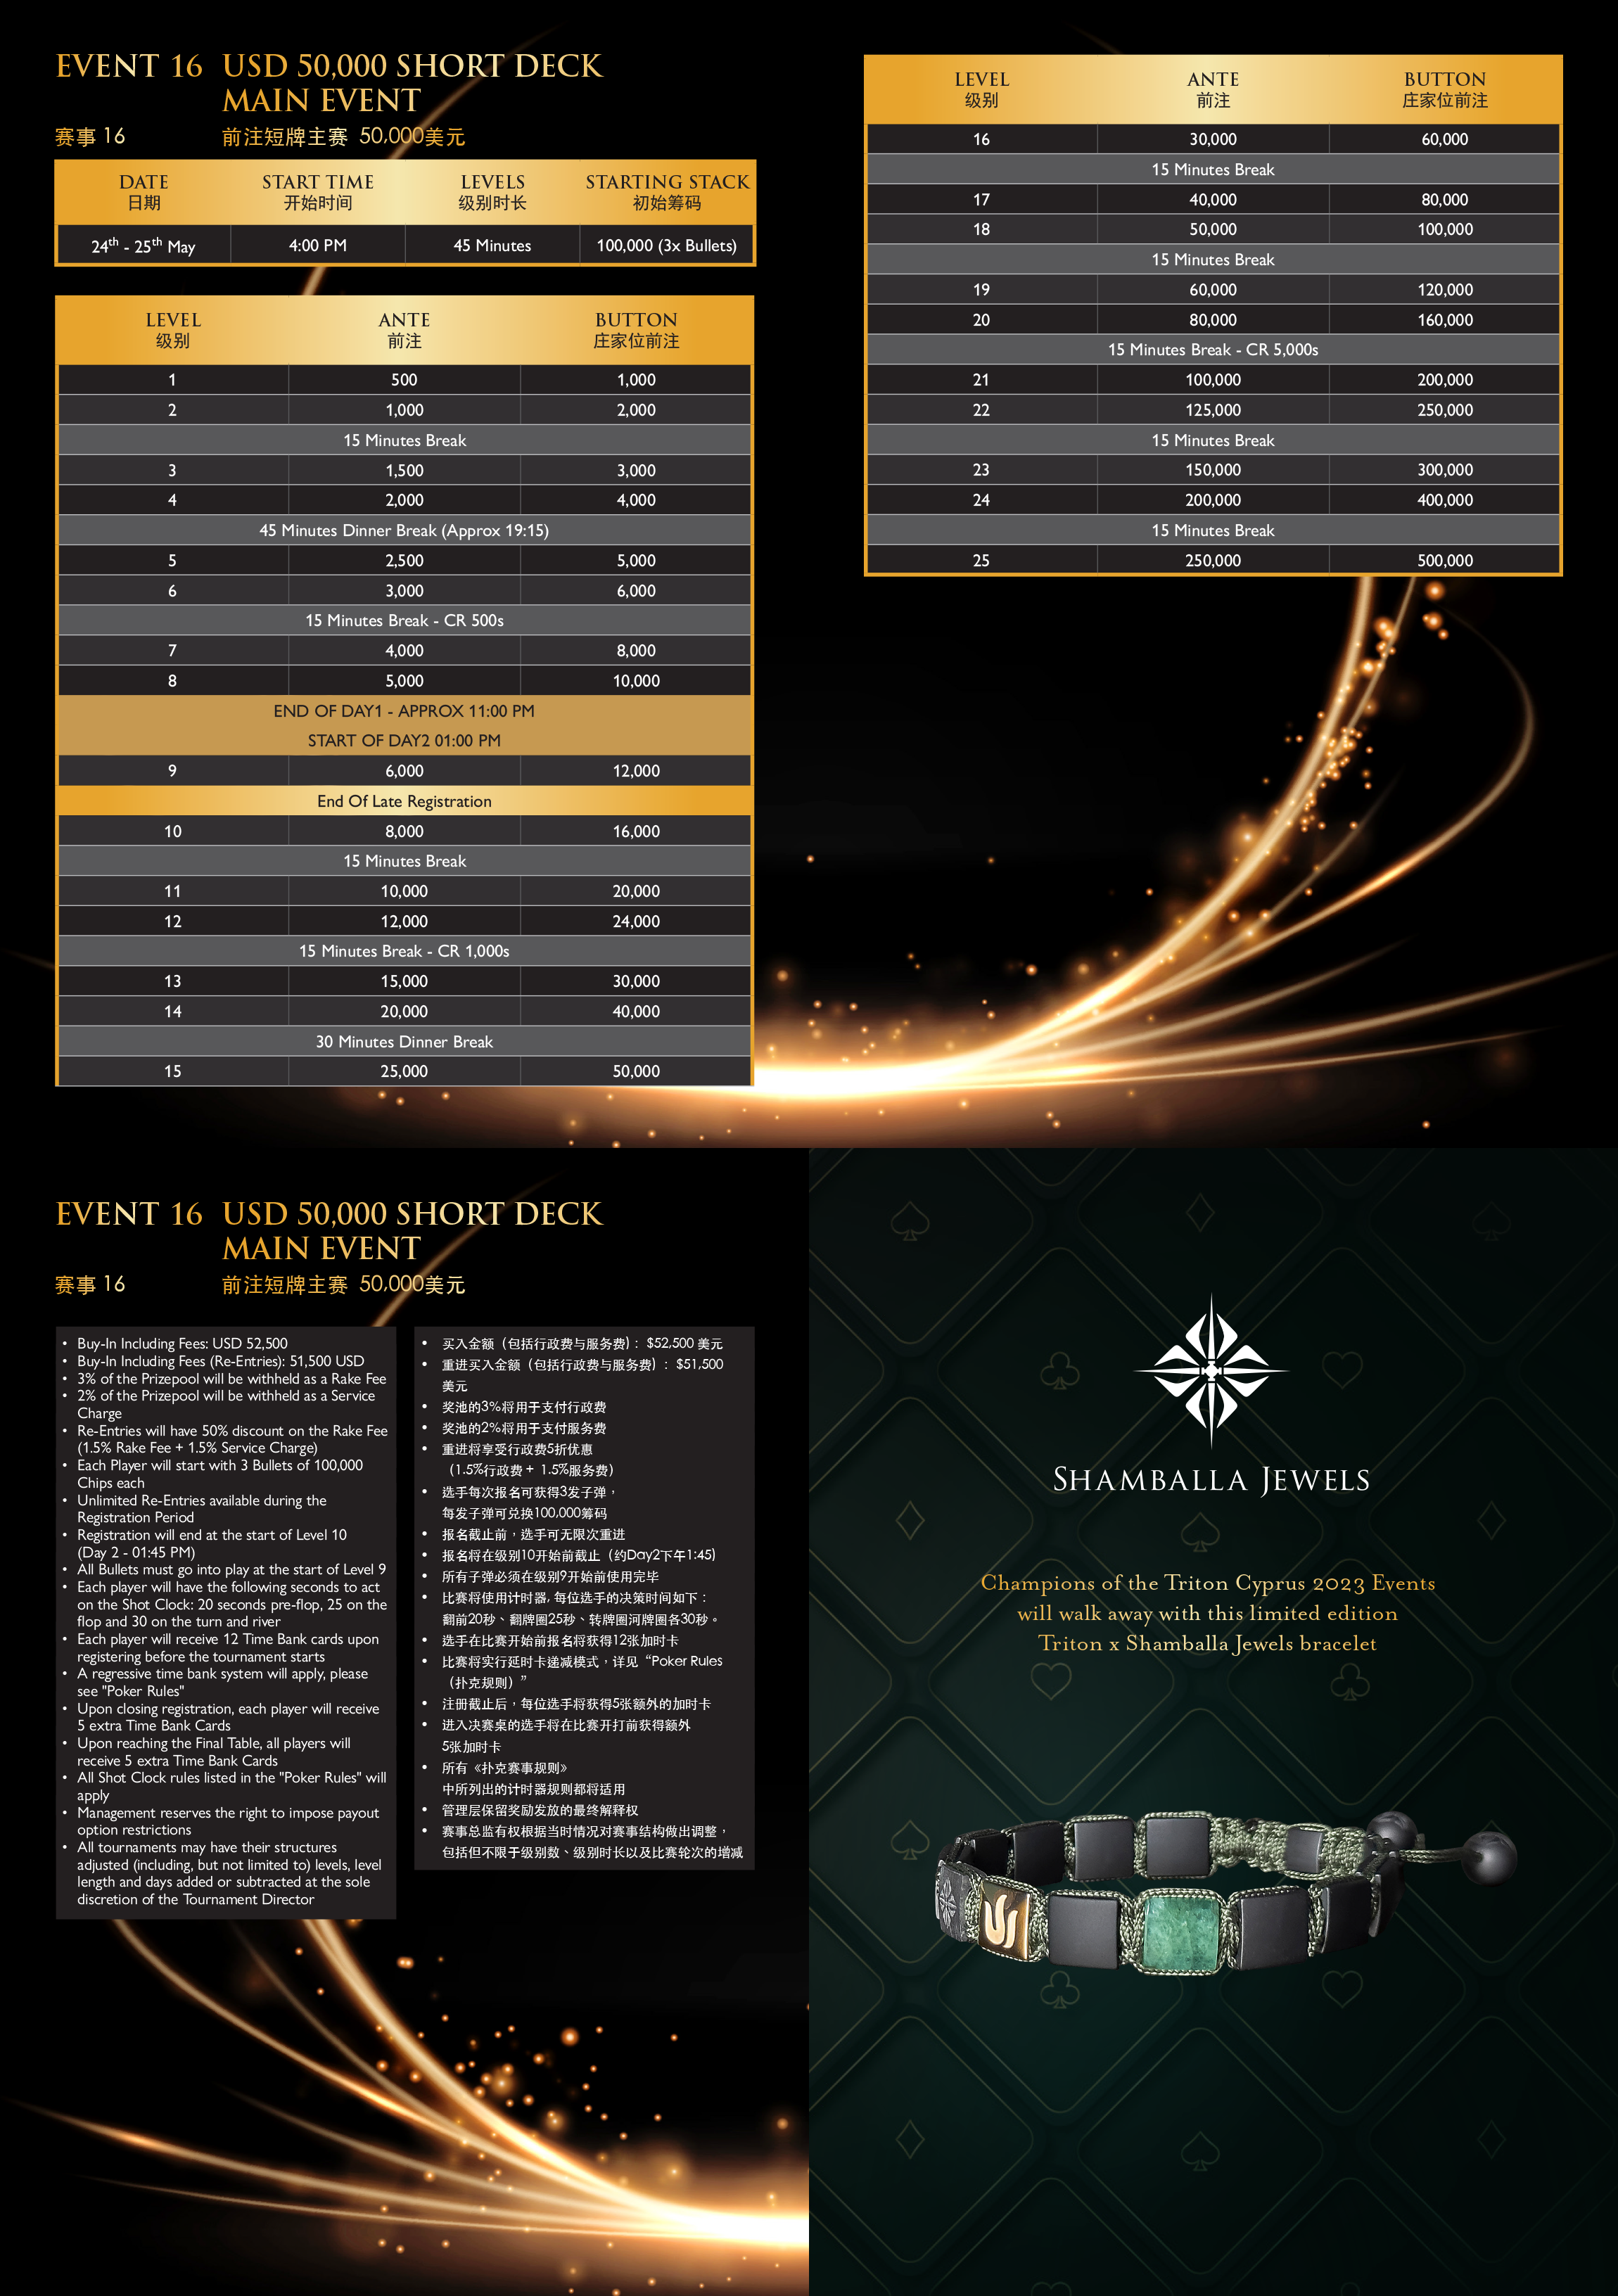 EVENT 16 USD 50,000 SHORT DECK
MAIN EVENT
赛事 16 前注短牌主赛 50,000美元
DATE START TIME LEVELS STARTING STACK
日期 开始时间 级别时长 初始筹码
24th - 25th May 4:00 PM 45 Minutes 100,000 (3x Bullets)
LEVEL ANTE BUTTON
级别 前注 庄家位前注
1 500 1,000
2 1,000 2,000
15 Minutes Break
3 1,500 3,000
4 2,000 4,000
45 Minutes Dinner Break (Approx 19:15)
5 2,500 5,000
6 3,000 6,000
15 Minutes Break - CR 500s
7 4,000 8,000
8 5,000 10,000
END OF DAY1 - APPROX 11:00 PM
START OF DAY2 01:00 PM
9 6,000 12,000
End Of Late Registration
10 8,000 16,000
15 Minutes Break
11 10,000 20,000
12 12,000 24,000
15 Minutes Break - CR 1,000s
13 15,000 30,000
14 20,000 40,000
30 Minutes Dinner Break
15 25,000 50,000
LEVEL ANTE BUTTON
级别 前注 庄家位前注
16 30,000 60,000
15 Minutes Break
17 40,000 80,000
18 50,000 100,000
15 Minutes Break
19 60,000 120,000
20 80,000 160,000
15 Minutes Break - CR 5,000s
21 100,000 200,000
22 125,000 250,000
15 Minutes Break
23 150,000 300,000
24 200,000 400,000
15 Minutes Break
25 250,000 500,000
EVENT 16 USD 50,000 SHORT DECK
MAIN EVENT
赛事 16 前注短牌主赛 50,000美元
• Buy-In Including Fees: USD 52,500
• Buy-In Including Fees (Re-Entries): 51,500 USD
• 3% of the Prizepool will be withheld as a Rake Fee
• 2% of the Prizepool will be withheld as a Service
Charge
• Re-Entries will have 50% discount on the Rake Fee
(1.5% Rake Fee + 1.5% Service Charge)
• Each Player will start with 3 Bullets of 100,000
Chips each
• Unlimited Re-Entries available during the
Registration Period
• Registration will end at the start of Level 10
(Day 2 - 01:45 PM)
• All Bullets must go into play at the start of Level 9
• Each player will have the following seconds to act
on the Shot Clock: 20 seconds pre-flop, 25 on the
flop and 30 on the turn and river
• Each player will receive 12 Time Bank cards upon
registering before the tournament starts
• A regressive time bank system will apply, please
see "Poker Rules"
• Upon closing registration, each player will receive
5 extra Time Bank Cards
• Upon reaching the Final Table, all players will
receive 5 extra Time Bank Cards
• All Shot Clock rules listed in the "Poker Rules" will
apply
• Management reserves the right to impose payout
option restrictions
• All tournaments may have their structures
adjusted (including, but not limited to) levels, level
length and days added or subtracted at the sole
discretion of the Tournament Director
• 买入金额（包括行政费与服务费）：$52,500 美元
• 重进买入金额（包括行政费与服务费）：$51,500
美元
• 奖池的3%将用于支付行政费
• 奖池的2%将用于支付服务费
• 重进将享受行政费5折优惠
（1.5%行政费 + 1.5%服务费）
• 选手每次报名可获得3发子弹，
每发子弹可兑换100,000筹码
• 报名截止前，选手可无限次重进
• 报名将在级别10开始前截止（约Day2下午1:45）
• 所有子弹必须在级别9开始前使用完毕
• 比赛将使用计时器, 每位选手的决策时间如下：
翻前20秒、翻牌圈25秒、转牌圈河牌圈各30秒。
• 选手在比赛开始前报名将获得12张加时卡
• 比赛将实行延时卡递减模式，详见“Poker Rules
（扑克规则）”
• 注册截止后，每位选手将获得5张额外的加时卡
• 进入决赛桌的选手将在比赛开打前获得额外
5张加时卡
• 所有《扑克赛事规则》
中所列出的计时器规则都将适用
• 管理层保留奖励发放的最终解释权
• 赛事总监有权根据当时情况对赛事结构做出调整，
包括但不限于级别数、级别时长以及比赛轮次的增减
SHAMBALLA JEWELS
Champions of the Triton Cyprus 2023 Events
will walk away with this limited edition
Triton x Shamballa Jewels bracelet